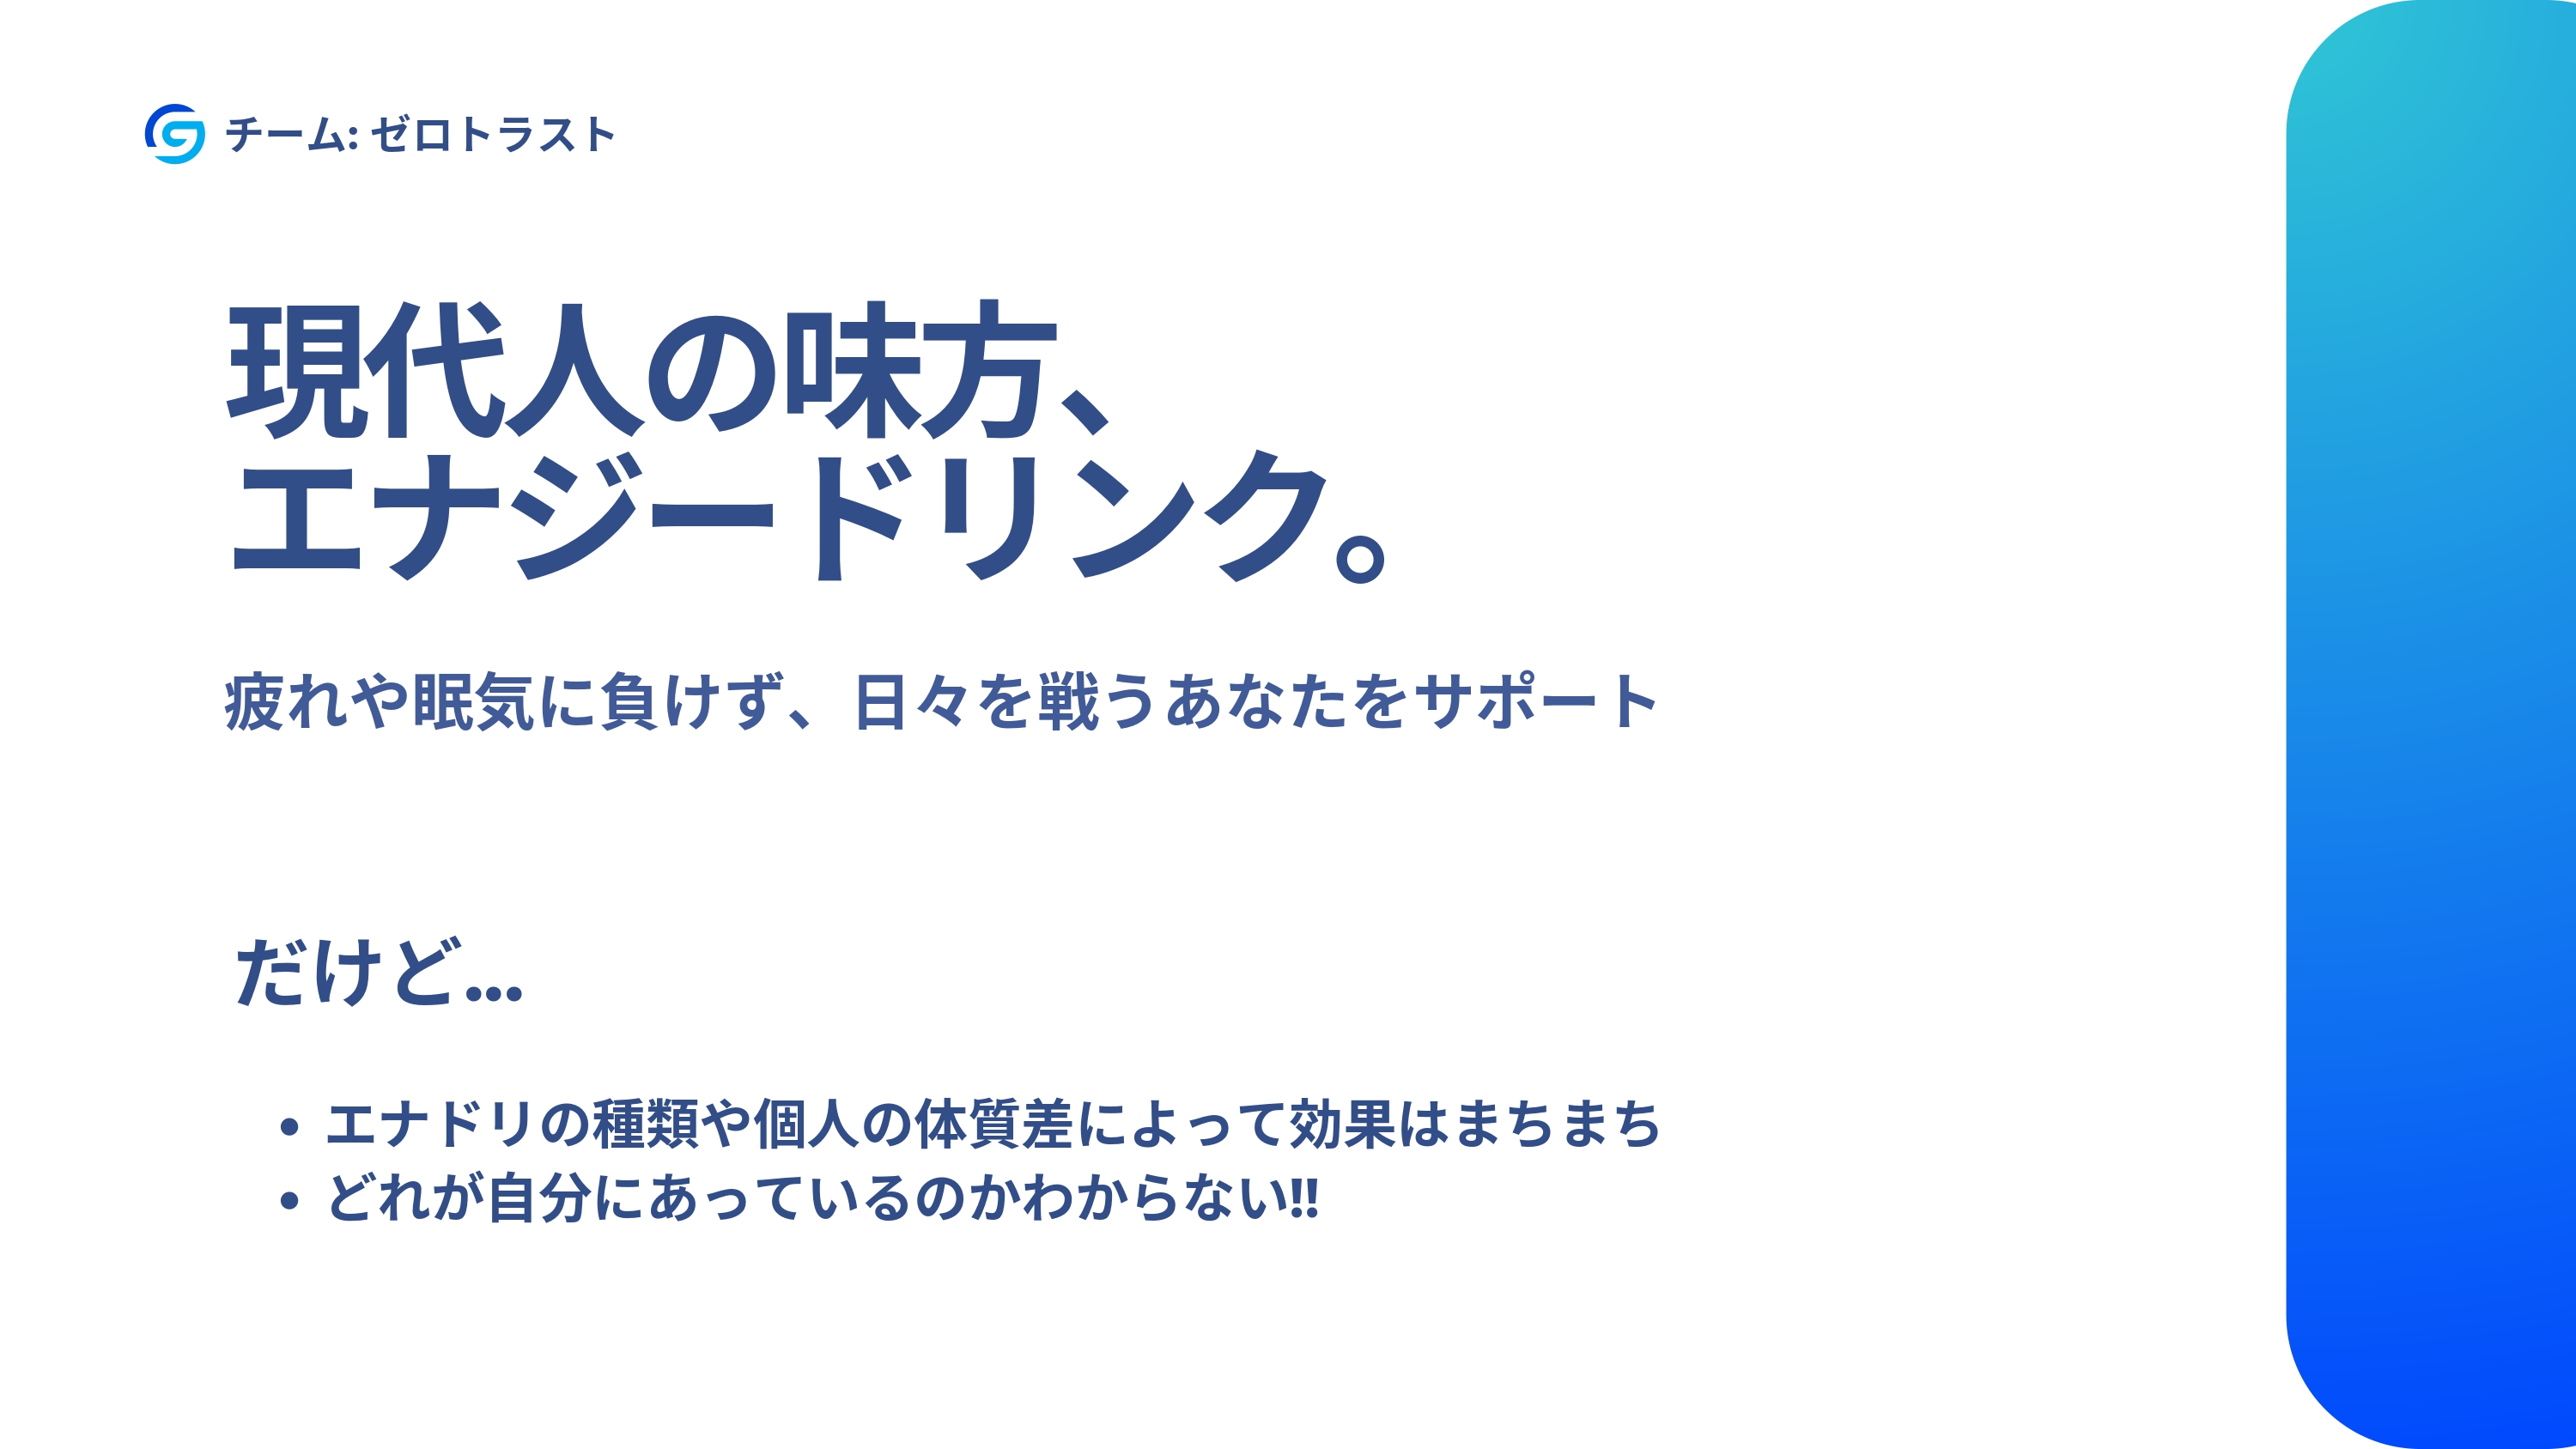 チーム: ゼロトラスト
現代人の味方、
エナジードリンク。
疲れや眠気に負けず、日々を戦うあなたをサポート
だけど...
• エナドリの種類や個人の体質差によって効果はまちまち
• どれが自分にあっているのかわからない!!